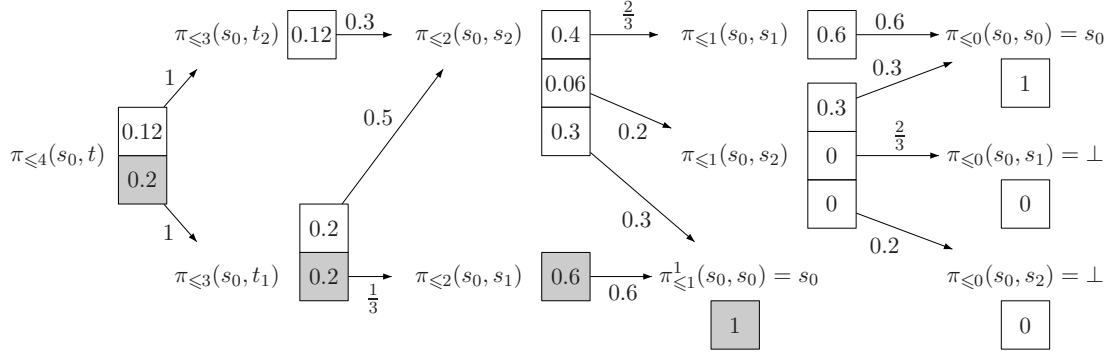 π⩽3(s0, t2) 0.12 0.3 π⩽2(s0, s2) 0.4 2/3 π⩽1(s0, s1) 0.6 0.6 π⩽0(s0, s0) = s0
1 0.06 0.3 1
0.12 0.5 0.3 0.2 0.3 2/3
π⩽4(s0, t) 0.2 π⩽1(s0, s2) 0 π⩽0(s0, s1) = ⊥
0 0
1 0.2 0.3 0.2
π⩽3(s0, t1) 0.2 1/3 π⩽2(s0, s1) 0.6 0.6 π¹⩽1(s0, s0) = s0 π⩽0(s0, s2) = ⊥
1 0